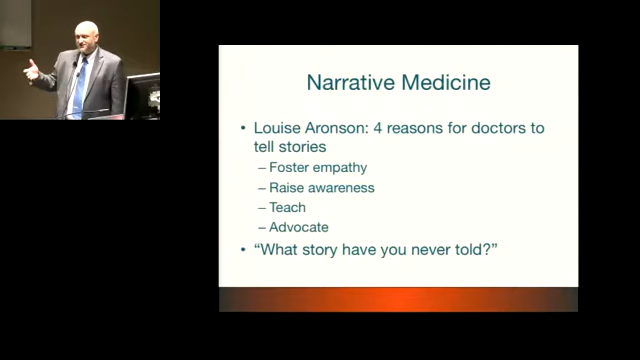 Narrative Medicine
• Louise Aronson: 4 reasons for doctors to
tell stories
– Foster empathy
– Raise awareness
– Teach
– Advocate
• “What story have you never told?”